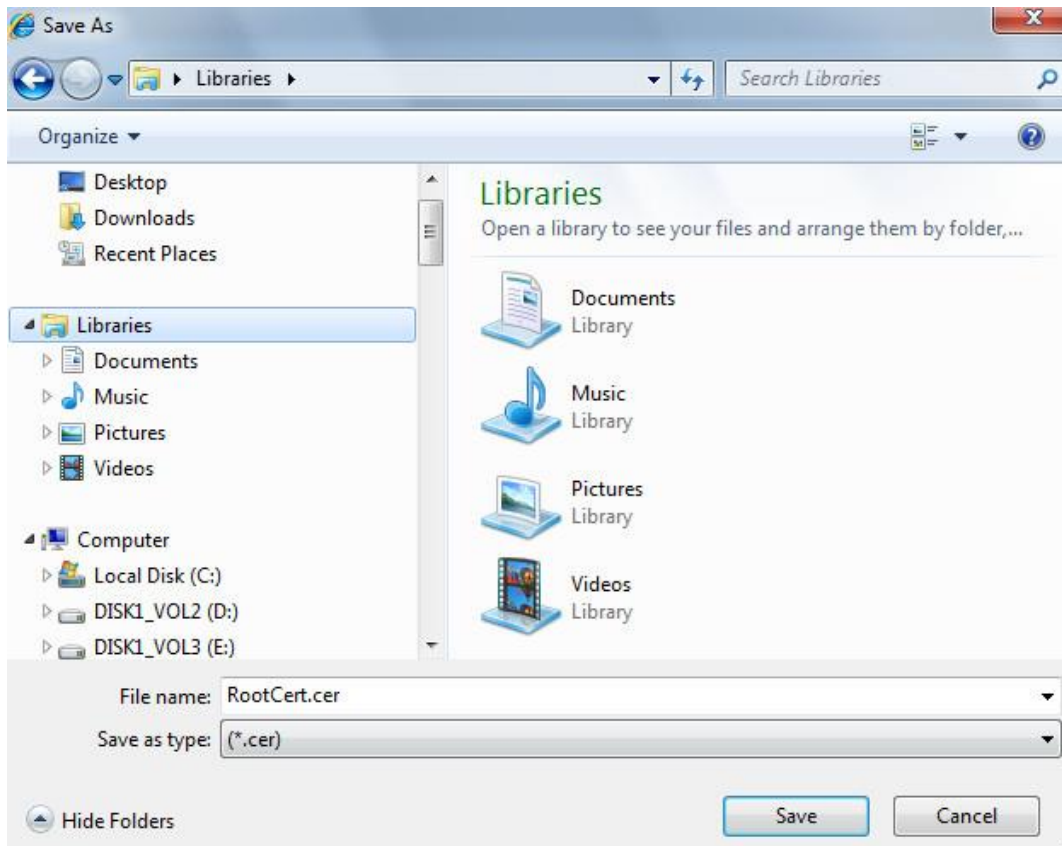 Save As
Libraries
Search Libraries
Organize
Desktop
Downloads
Recent Places
Libraries
Documents
Music
Pictures
Videos
Computer
Local Disk (C:)
DISK1_VOL2 (D:)
DISK1_VOL3 (E:)
Libraries
Open a library to see your files and arrange them by folder,...
Documents
Library
Music
Library
Pictures
Library
Videos
Library
File name: RootCert.cer
Save as type: (*.cer)
Hide Folders
Save
Cancel